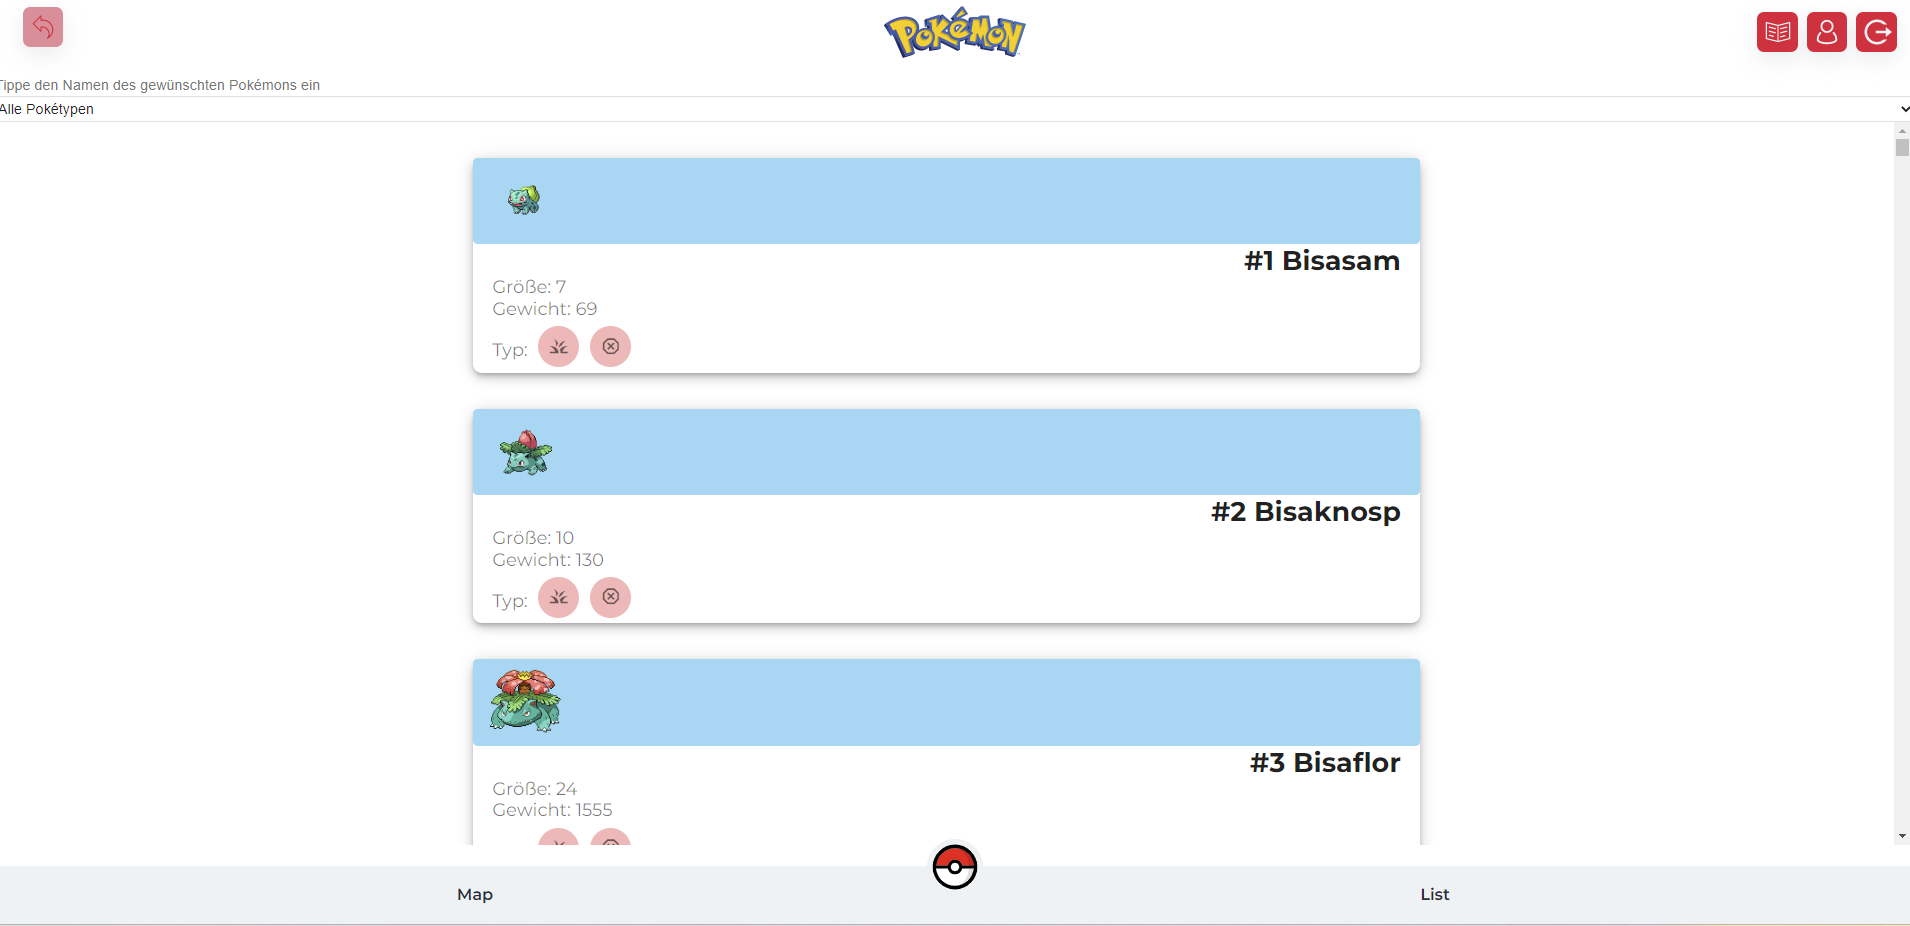 POKéMON
Tippe den Namen des gewünschten Pokémons ein
Alle Pokétypen
#1 Bisasam
Größe: 7
Gewicht: 69
Typ:
#2 Bisaknosp
Größe: 10
Gewicht: 130
Typ:
#3 Bisaflor
Größe: 24
Gewicht: 1555
Map
List